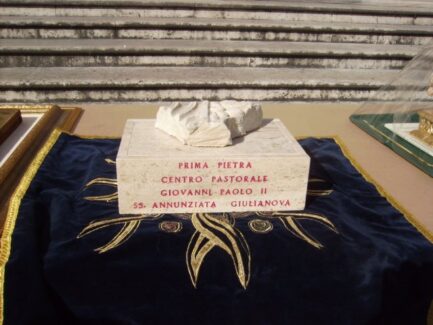 PRIMA PIETRA
CENTRO PASTORALE
GIOVANNI PAOLO II
SS. ANNUNZIATA GIULIANOVA